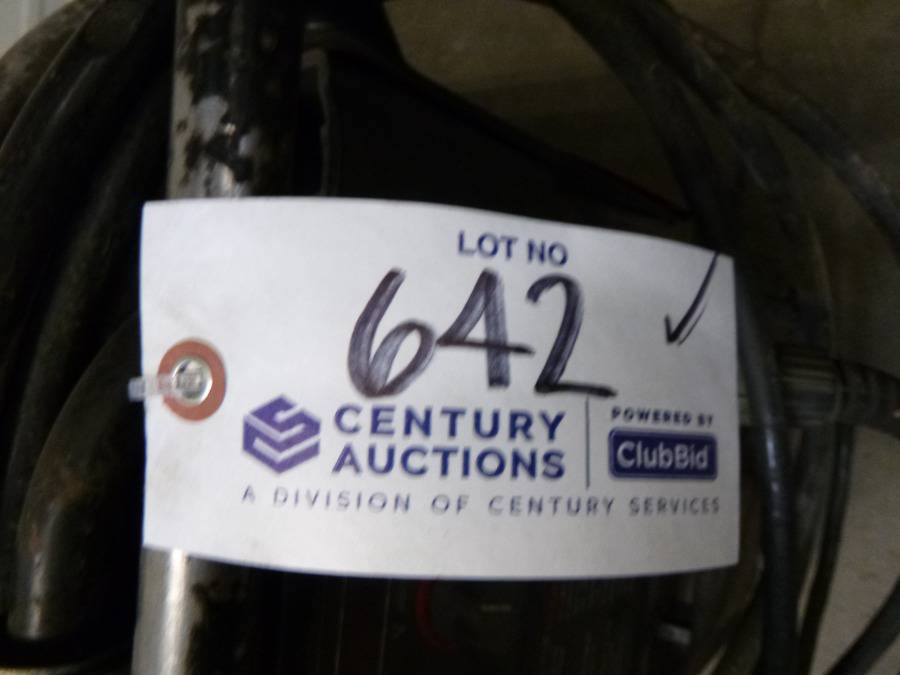 LOT NO
642 ✓
CENTURY
AUCTIONS
POWERED BY
ClubBid
A DIVISION OF CENTURY SERVICES